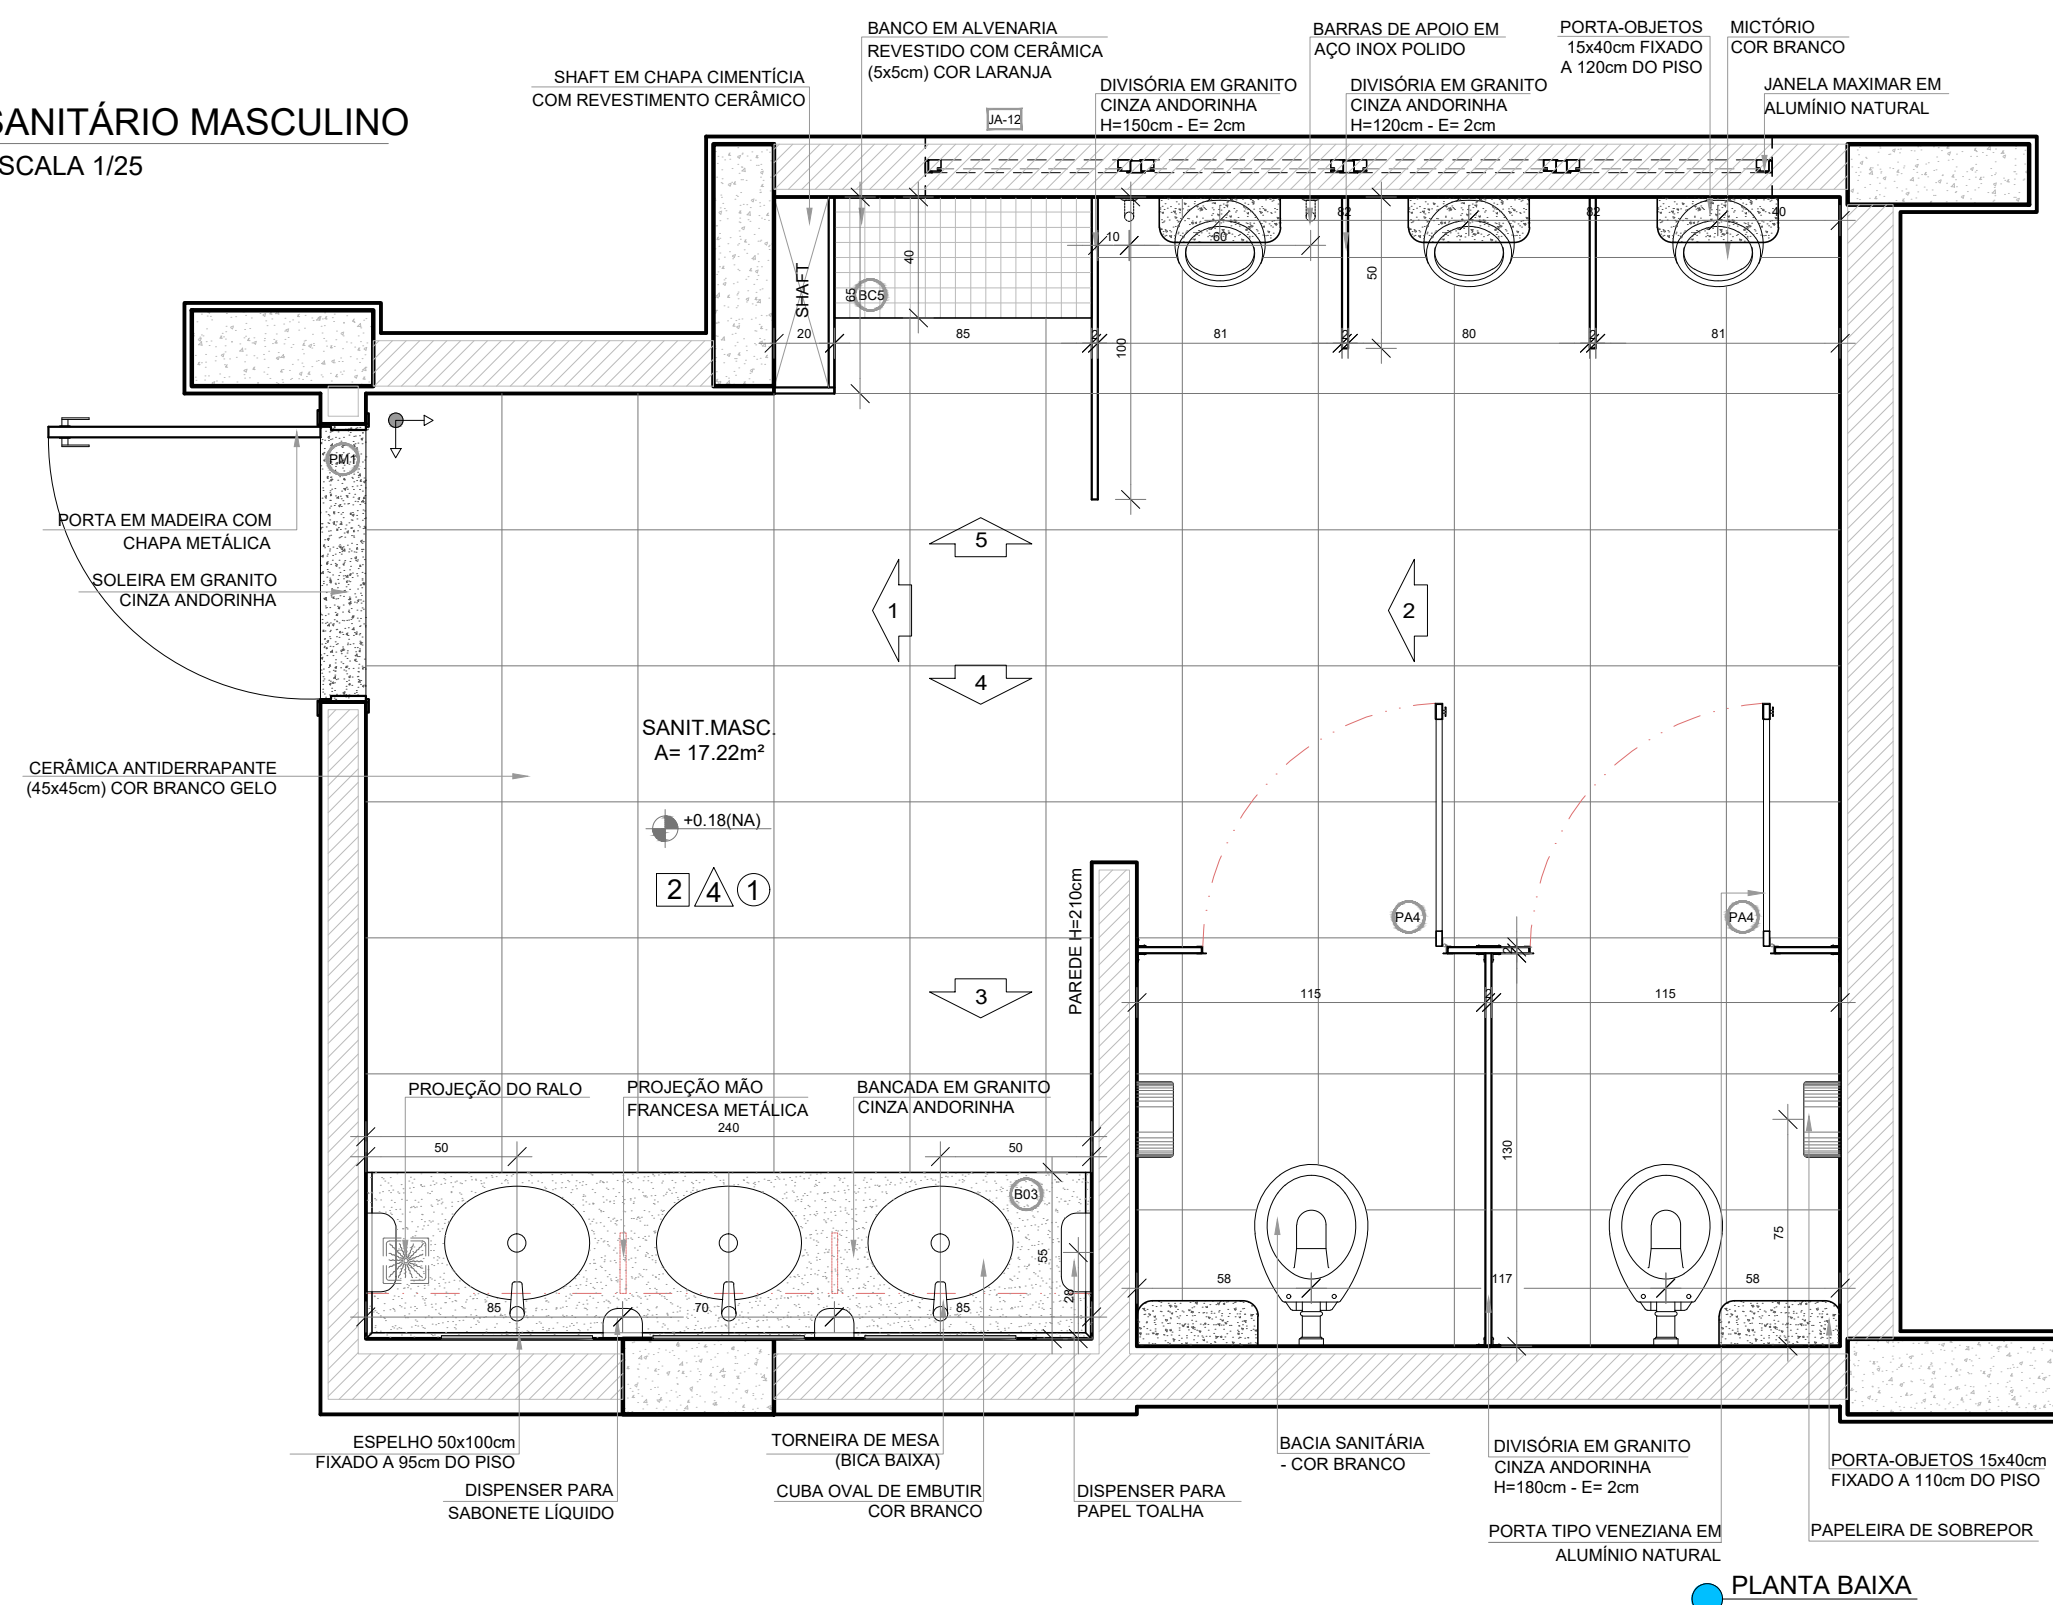 BANCO EM ALVENARIA
REVESTIDO COM CERÂMICA
(5x5cm) COR LARANJA
BARRAS DE APOIO EM
AÇO INOX POLIDO
PORTA-OBJETOS
15x40cm FIXADO
A 120cm DO PISO
MICTÓRIO
COR BRANCO
SHAFT EM CHAPA CIMENTÍCIA
COM REVESTIMENTO CERÂMICO
DIVISÓRIA EM GRANITO
CINZA ANDORINHA
H=150cm - E= 2cm
DIVISÓRIA EM GRANITO
CINZA ANDORINHA
H=120cm - E= 2cm
JANELA MAXIMAR EM
ALUMÍNIO NATURAL
SANITÁRIO MASCULINO
SCALA 1/25
JA-12
82
82
40
10
60
40
50
SHAFT
65
BC5
20
85
2
100
81
2
80
2
81
PM1
PORTA EM MADEIRA COM
CHAPA METÁLICA
SOLEIRA EM GRANITO
CINZA ANDORINHA
5
1
2
4
SANIT.MASC.
A= 17.22m²
CERÂMICA ANTIDERRAPANTE
(45x45cm) COR BRANCO GELO
+0.18(NA)
2
4
1
PAREDE H=210cm
PA4
PA4
2
3
115
2
115
PROJEÇÃO DO RALO
PROJEÇÃO MÃO
FRANCESA METÁLICA
BANCADA EM GRANITO
CINZA ANDORINHA
240
50
50
130
B03
55
75
28
58
117
58
85
70
85
ESPELHO 50x100cm
FIXADO A 95cm DO PISO
DISPENSER PARA
SABONETE LÍQUIDO
TORNEIRA DE MESA
(BICA BAIXA)
CUBA OVAL DE EMBUTIR
COR BRANCO
DISPENSER PARA
PAPEL TOALHA
BACIA SANITÁRIA
- COR BRANCO
DIVISÓRIA EM GRANITO
CINZA ANDORINHA
H=180cm - E= 2cm
PORTA TIPO VENEZIANA EM
ALUMÍNIO NATURAL
PORTA-OBJETOS 15x40cm
FIXADO A 110cm DO PISO
PAPELEIRA DE SOBREPOR
PLANTA BAIXA